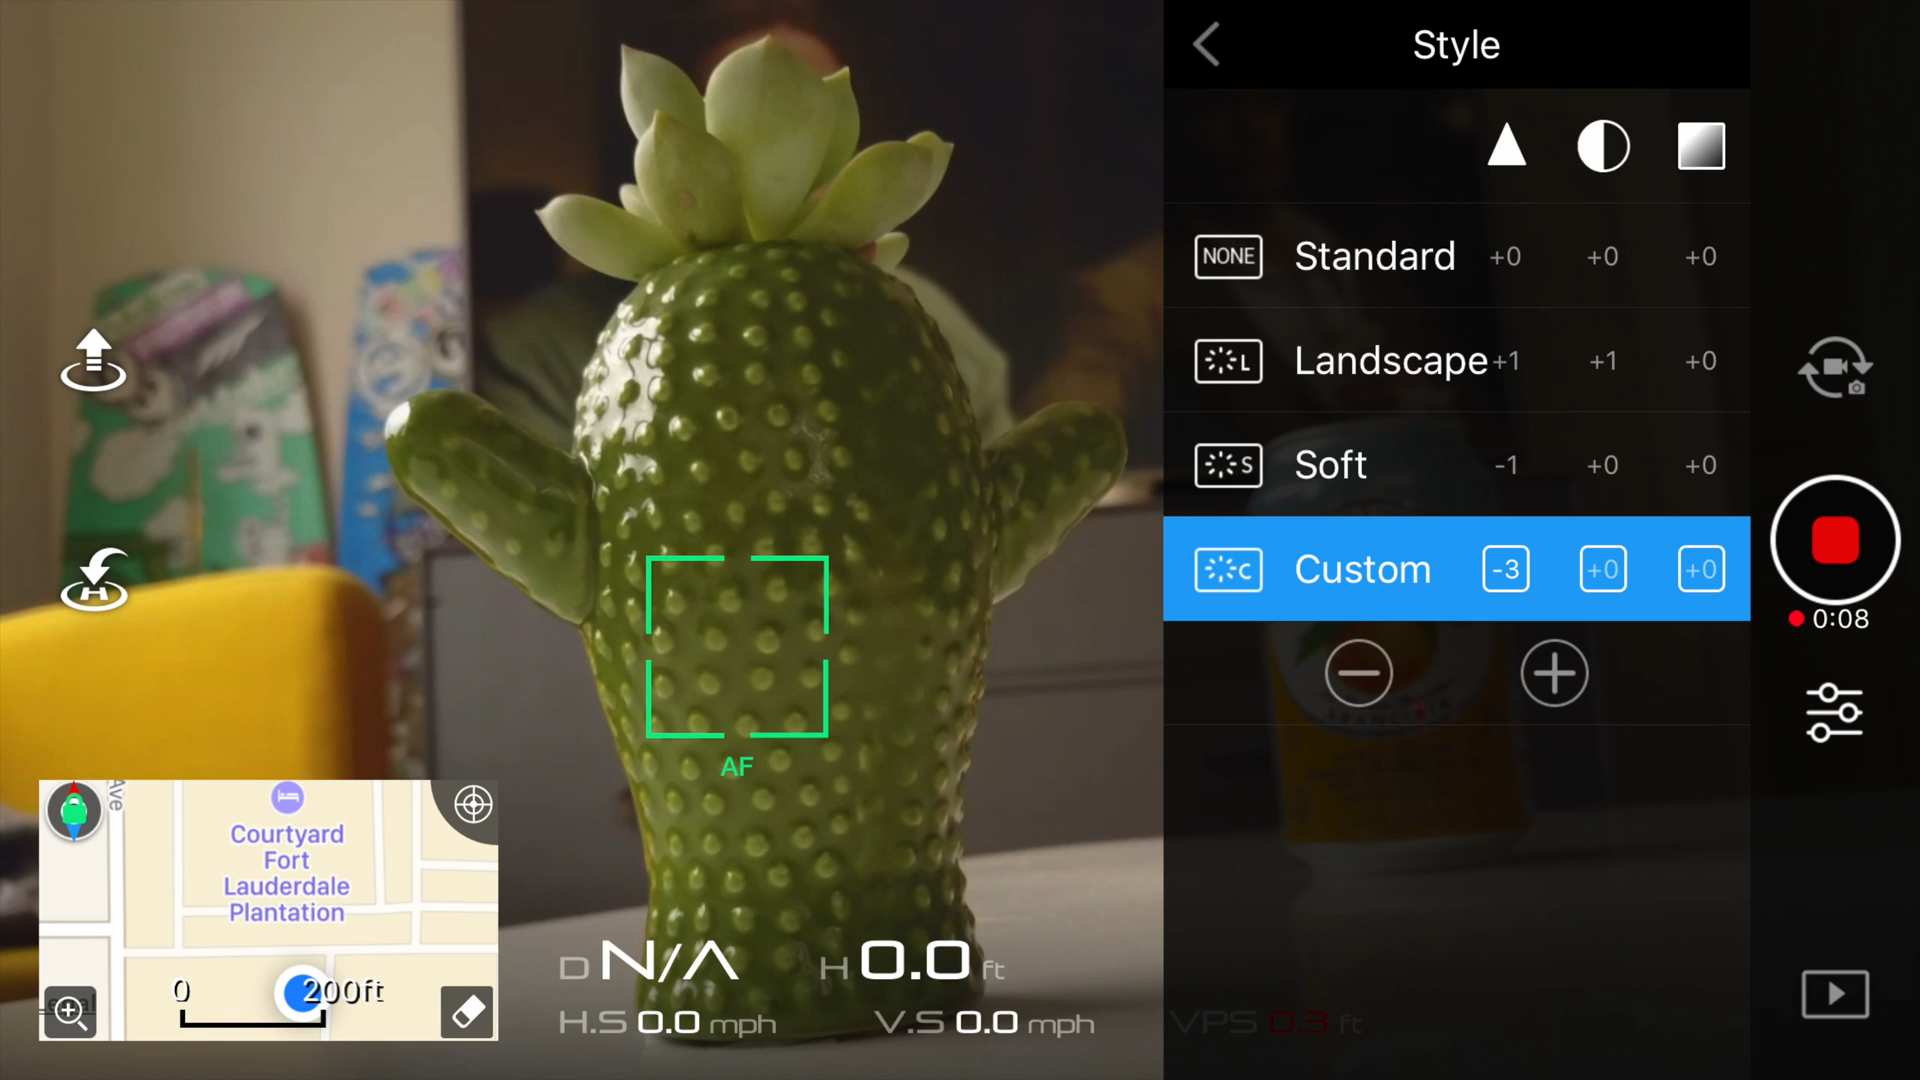 Style
NONE Standard +0 +0 +0
L Landscape +1 +1 +0
S Soft -1 +0 +0
C Custom -3 +0 +0
0:08
AF
H
Ave
Courtyard
Fort
Lauderdale
Plantation
0 200ft
D N/A H 0.0 ft
H.S 0.0 mph V.S 0.0 mph VPS 0.3 ft